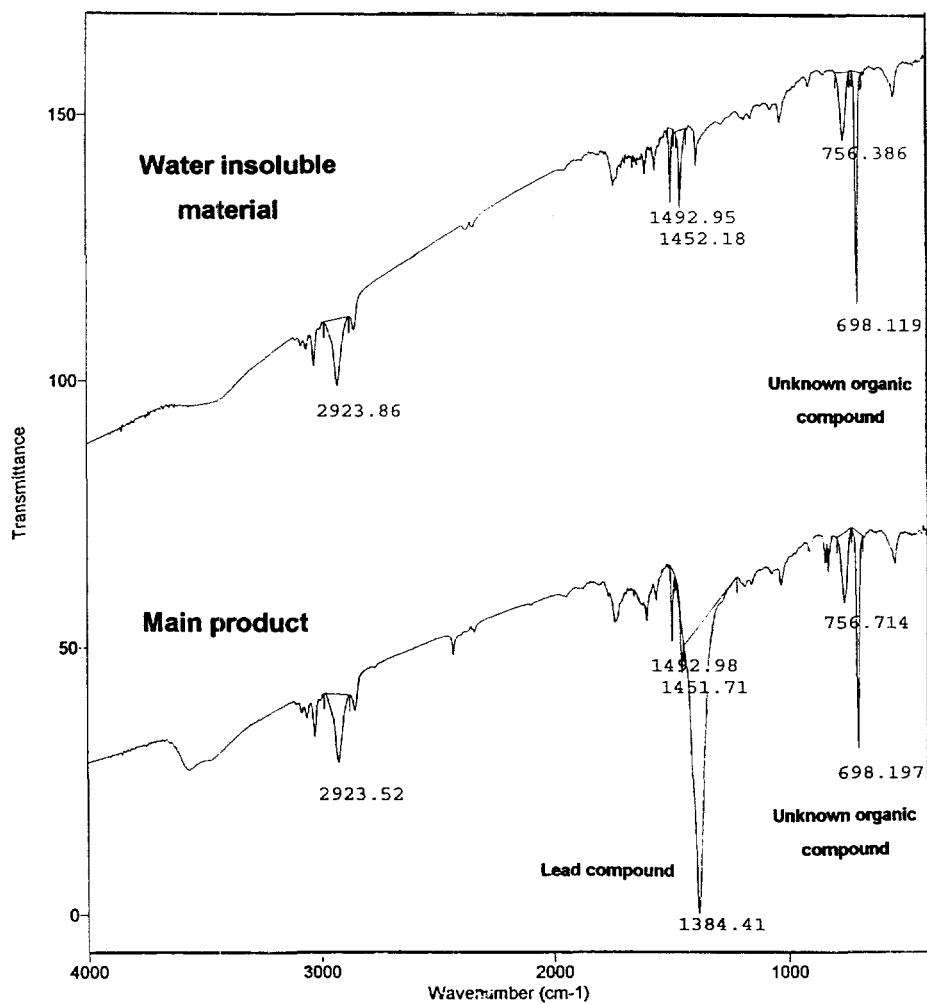 150
Water insoluble
material
1492.95
1452.18
756.386
698.119
100
2923.86
Unknown organic
compound
Transmittance
Main product
50
1492.98
1451.71
756.714
698.197
2923.52
Unknown organic
compound
Lead compound
1384.41
0
4000
3000
2000
1000
Wavenumber (cm-1)